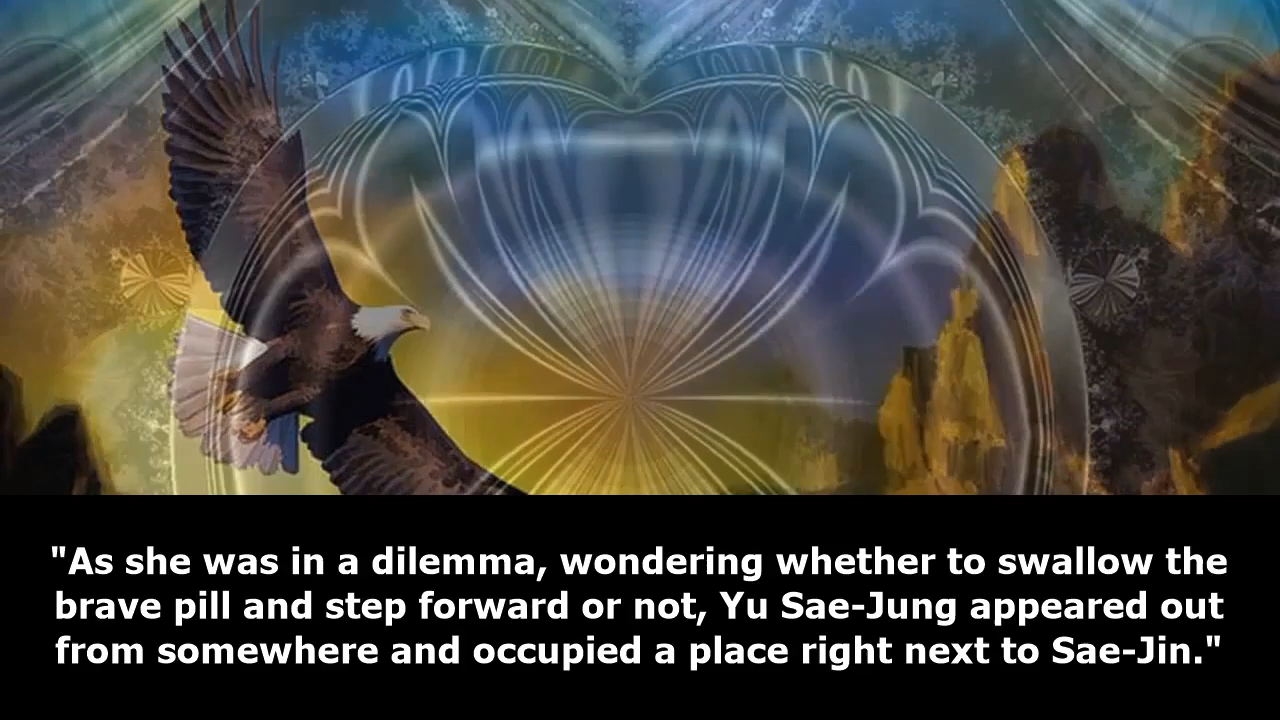 "As she was in a dilemma, wondering whether to swallow the
brave pill and step forward or not, Yu Sae-Jung appeared out
from somewhere and occupied a place right next to Sae-Jin."